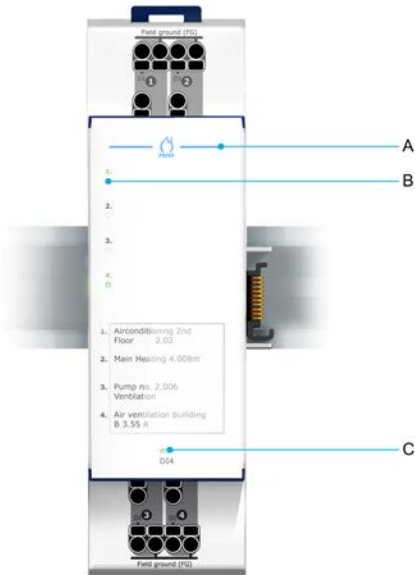 Field ground (FG)
1 2
A
1.
B
2.
3.
4.
1. Airconditioning 2nd
Floor 2.02
2. Main Heating 4.008m
3. Pump no. 2.006
Ventilation
4. Air ventilation builiding
B 3.55 A
C
DI4
3 4
Field ground (FG)